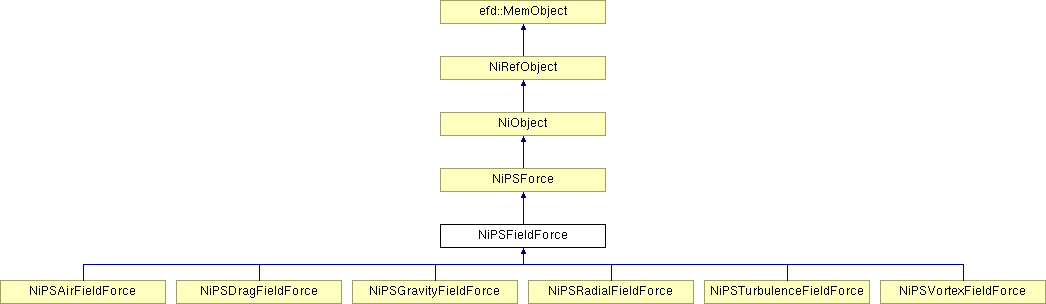 efd::MemObject
NiRefObject
NiObject
NiPSForce
NiPSFieldForce
NiPSAirFieldForce
NiPSDragFieldForce
NiPSGravityFieldForce
NiPSRadialFieldForce
NiPSTurbulenceFieldForce
NiPSVortexFieldForce